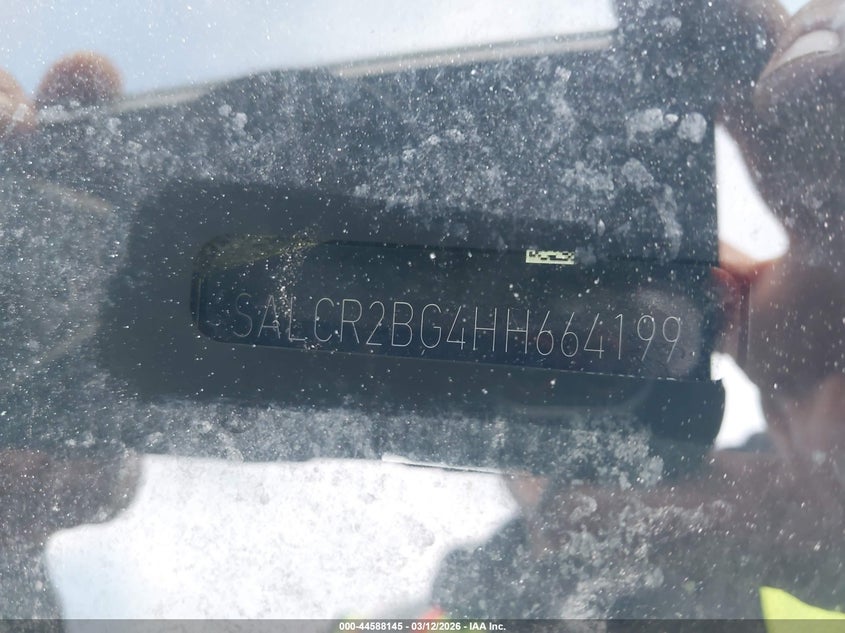 SALCR2BG4HH664199
000-44588145 - 03/12/2026 - IAA Inc.